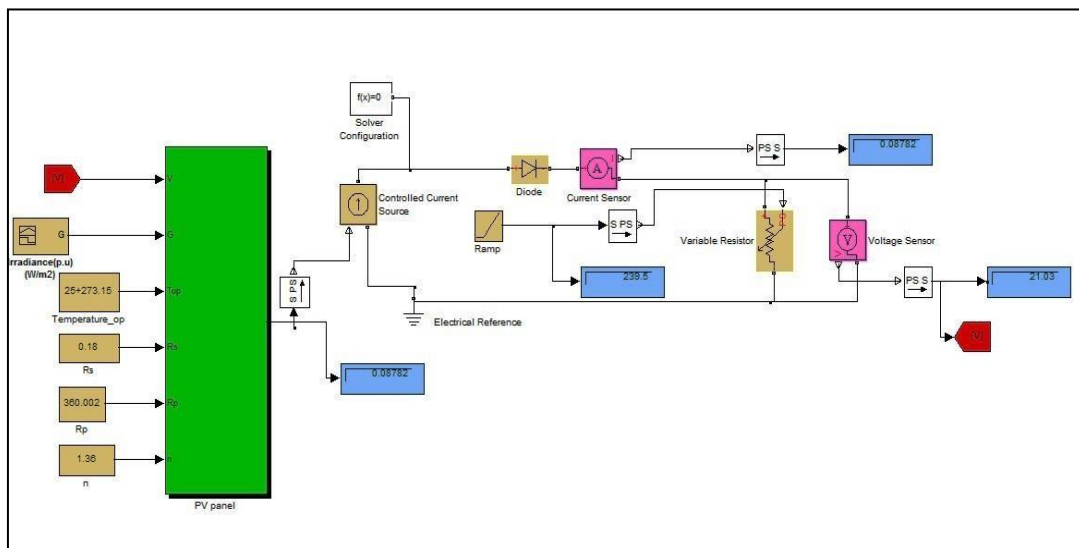 f(x)=0
Solver
Configuration
[V]
V
G
G
Irradiance(p.u)
(W/m2)
25+273.15
Top
Temperature_op
0.18
Rs
Rs
360.002
Rp
Rp
1.36
n
n
PV panel
S PS
Controlled Current
Source
0.08782
Diode
A
I
Current Sensor
PS S
0.08782
Ramp
S PS
239.5
Variable Resistor
V
V
Voltage Sensor
PS S
21.03
[V]
Electrical Reference